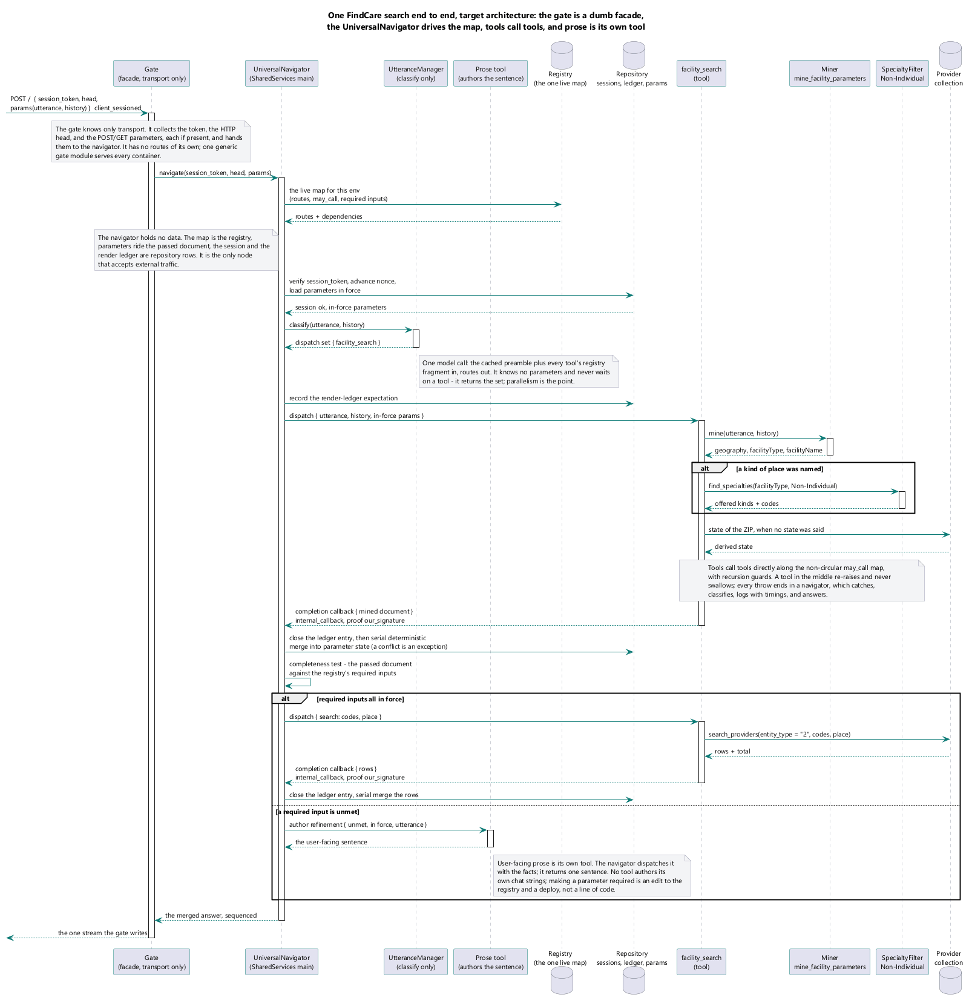 One FindCare search end to end, target architecture: the gate is a dumb facade,
the UniversalNavigator drives the map, tools call tools, and prose is its own tool
Gate
(facade, transport only)
UniversalNavigator
(SharedServices main)
UtteranceManager
(classify only)
Prose tool
(authors the sentence)
Registry
(the one live map)
Repository
sessions, ledger, params
facility_search
(tool)
Miner
mine_facility_parameters
SpecialtyFilter
Non-Individual
Provider
collection
POST / { session_token, head,
params(utterance, history) } client_sessioned
The gate knows only transport. It collects the token, the HTTP
head, and the POST/GET parameters, each if present, and hands
them to the navigator. It has no routes of its own; one generic
gate module serves every container.
navigate(session_token, head, params)
the live map for this env
(routes, may_call, required inputs)
routes + dependencies
The navigator holds no data. The map is the registry,
parameters ride the passed document, the session and the
render ledger are repository rows. It is the only node
that accepts external traffic.
verify session_token, advance nonce,
load parameters in force
session ok, in-force parameters
classify(utterance, history)
dispatch set { facility_search }
One model call: the cached preamble plus every tool's registry
fragment in, routes out. It knows no parameters and never waits
on a tool - it returns the set; parallelism is the point.
record the render-ledger expectation
dispatch { utterance, history, in-force params }
mine(utterance, history)
geography, facilityType, facilityName
alt
[a kind of place was named]
find_specialties(facilityType, Non-Individual)
offered kinds + codes
state of the ZIP, when no state was said
derived state
Tools call tools directly along the non-circular may_call map,
with recursion guards. A tool in the middle re-raises and never
swallows; every throw ends in a navigator, which catches,
classifies, logs with timings, and answers.
completion callback { mined document }
internal_callback, proof our_signature
close the ledger entry, then serial deterministic
merge into parameter state (a conflict is an exception)
completeness test - the passed document
against the registry's required inputs
alt
[required inputs all in force]
dispatch { search: codes, place }
search_providers(entity_type = "2", codes, place)
rows + total
completion callback { rows }
internal_callback, proof our_signature
close the ledger entry, serial merge the rows
[a required input is unmet]
author refinement { unmet, in force, utterance }
the user-facing sentence
User-facing prose is its own tool. The navigator dispatches it
with the facts; it returns one sentence. No tool authors its
own chat strings; making a parameter required is an edit to the
registry and a deploy, not a line of code.
the merged answer, sequenced
the one stream the gate writes
Gate
(facade, transport only)
UniversalNavigator
(SharedServices main)
UtteranceManager
(classify only)
Prose tool
(authors the sentence)
Registry
(the one live map)
Repository
sessions, ledger, params
facility_search
(tool)
Miner
mine_facility_parameters
SpecialtyFilter
Non-Individual
Provider
collection